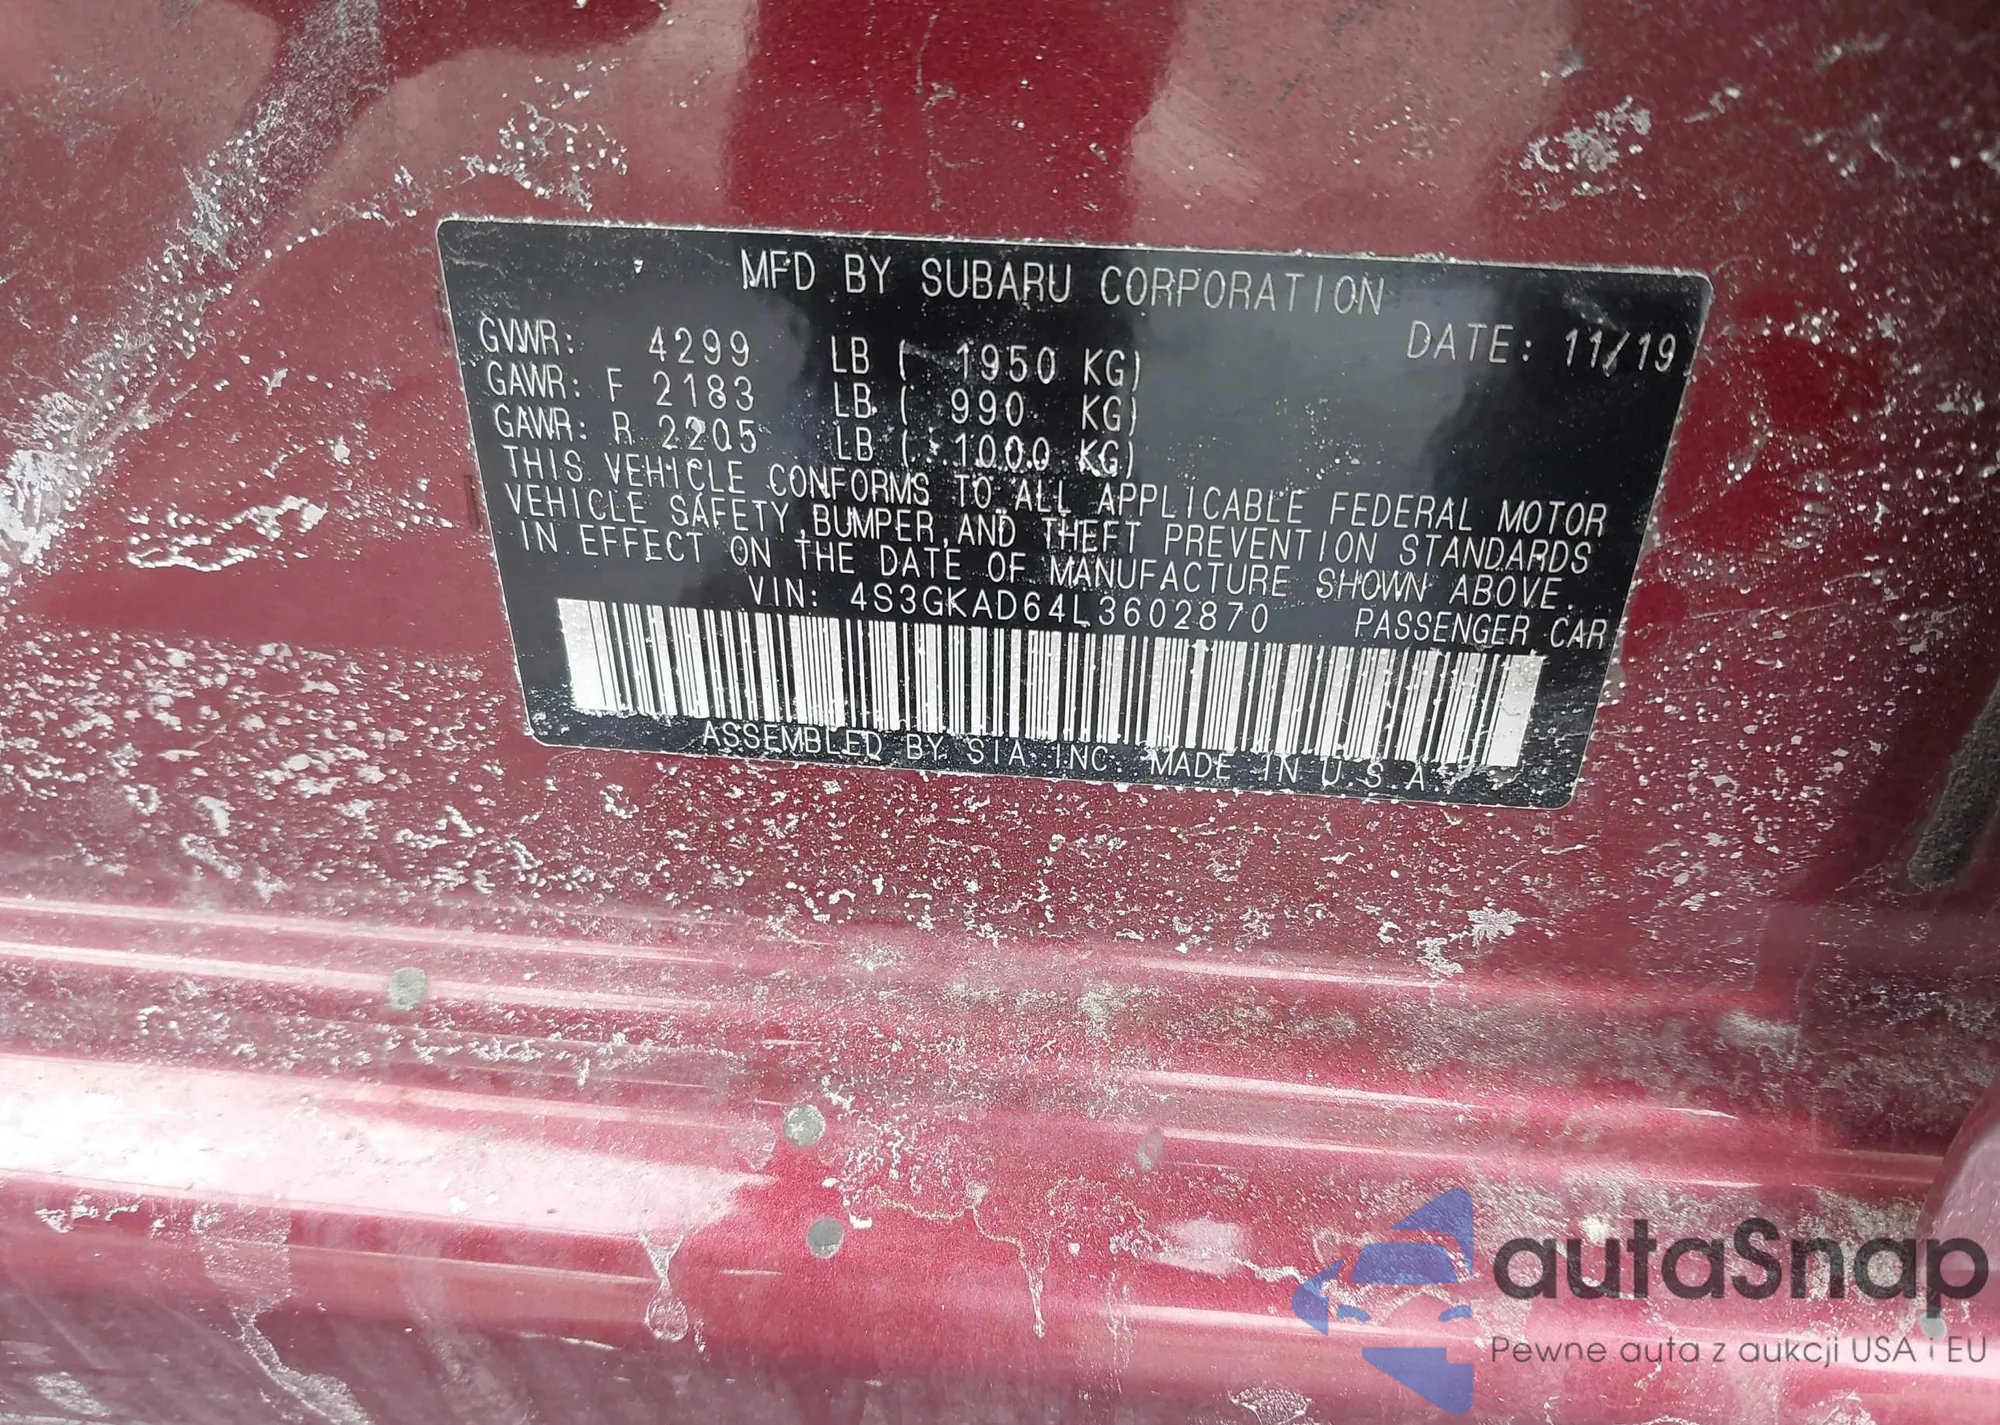 MFD BY SUBARU CORPORATION
DATE: 11/19
GVWR: 4299 LB ( 1950 KG)
GAWR: F 2183 LB ( 990 KG)
GAWR: R 2205 LB ( 1000 KG)
THIS VEHICLE CONFORMS TO ALL APPLICABLE FEDERAL MOTOR
VEHICLE SAFETY, BUMPER, AND THEFT PREVENTION STANDARDS
IN EFFECT ON THE DATE OF MANUFACTURE SHOWN ABOVE.
VIN: 4S3GKAD64L3602870 PASSENGER CAR
ASSEMBLED BY SIA INC. MADE IN U.S.A.
autaSnap
Pewne auta z aukcji USA i EU